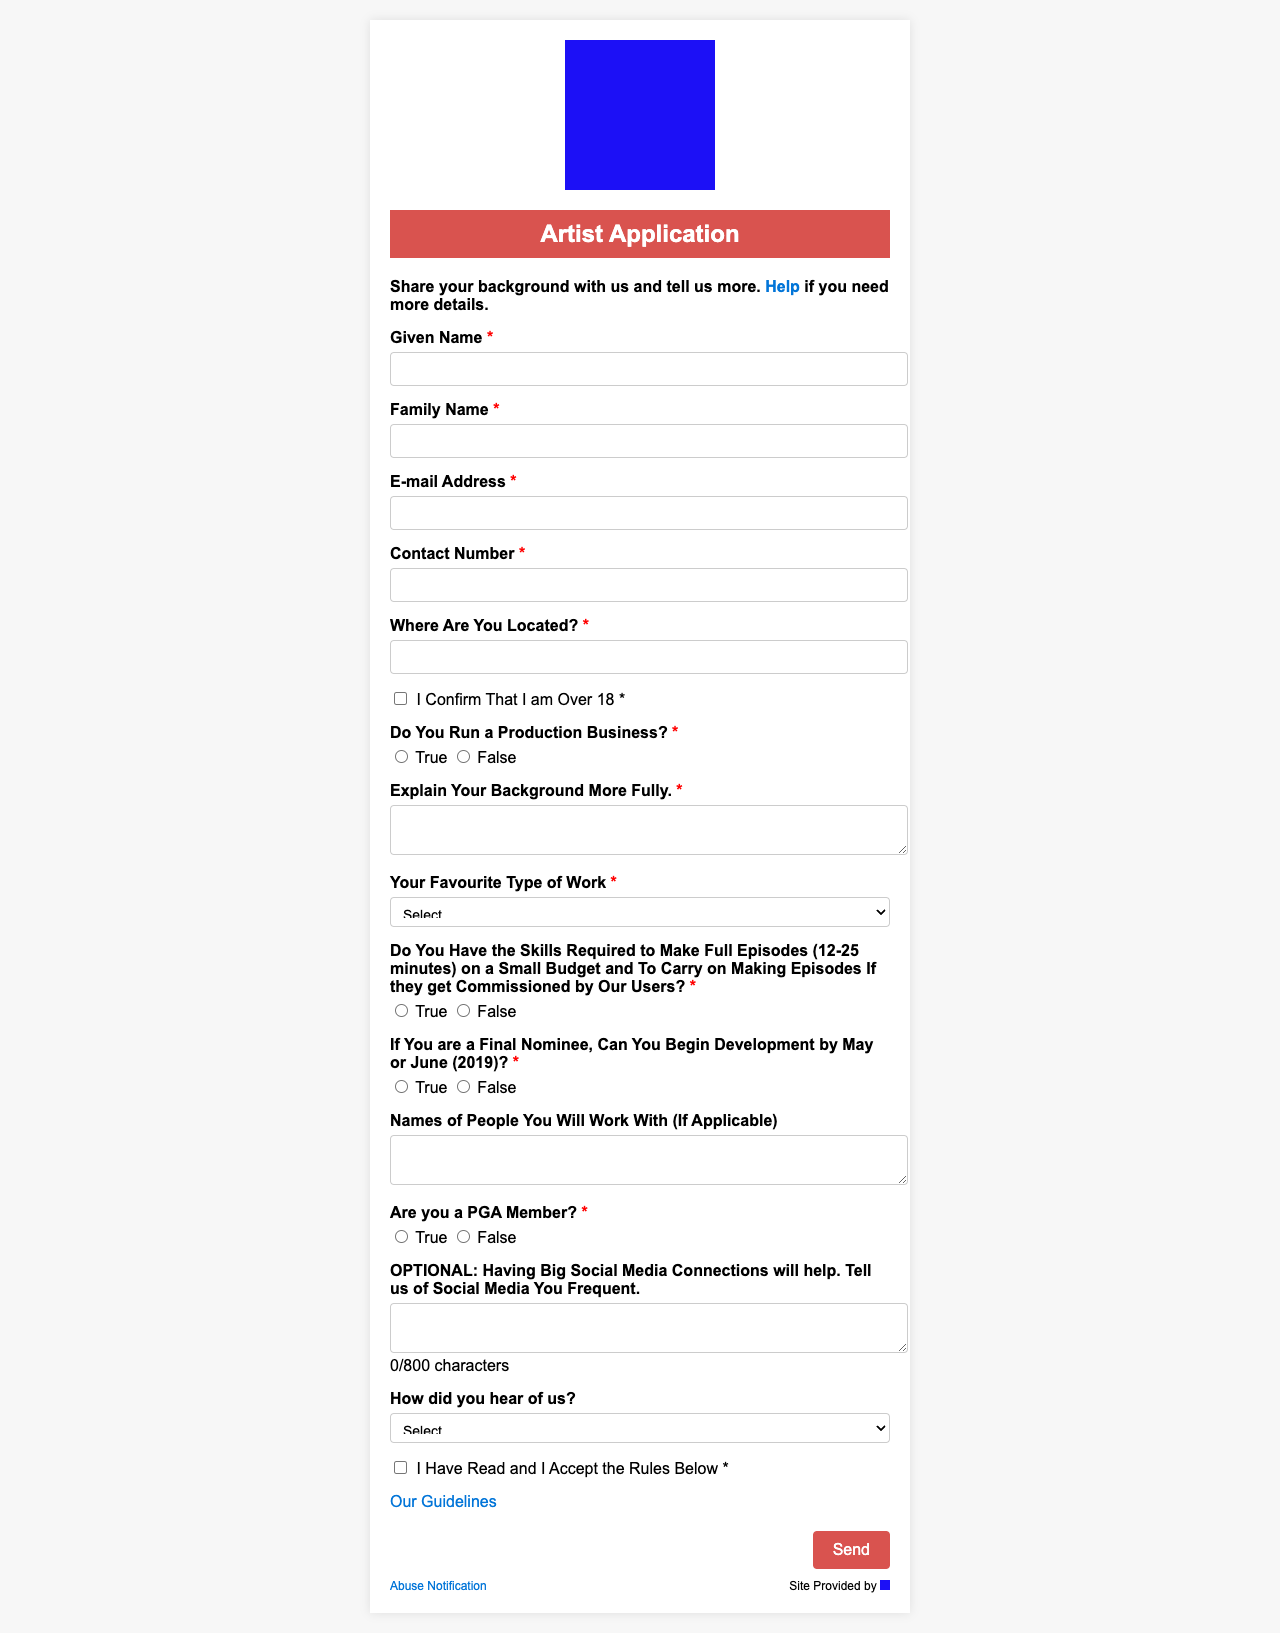 Artist Application
Share your background with us and tell us more. Help if you need
more details.
Given Name *
Family Name *
E-mail Address *
Contact Number *
Where Are You Located? *
I Confirm That I am Over 18 *
Do You Run a Production Business? *
True False
Explain Your Background More Fully. *
Your Favourite Type of Work *
Select
Do You Have the Skills Required to Make Full Episodes (12-25
minutes) on a Small Budget and To Carry on Making Episodes If
they get Commissioned by Our Users? *
True False
If You are a Final Nominee, Can You Begin Development by May
or June (2019)? *
True False
Names of People You Will Work With (If Applicable)
Are you a PGA Member? *
True False
OPTIONAL: Having Big Social Media Connections will help. Tell
us of Social Media You Frequent.
0/800 characters
How did you hear of us?
Select
I Have Read and I Accept the Rules Below *
Our Guidelines
Send
Abuse Notification Site Provided by